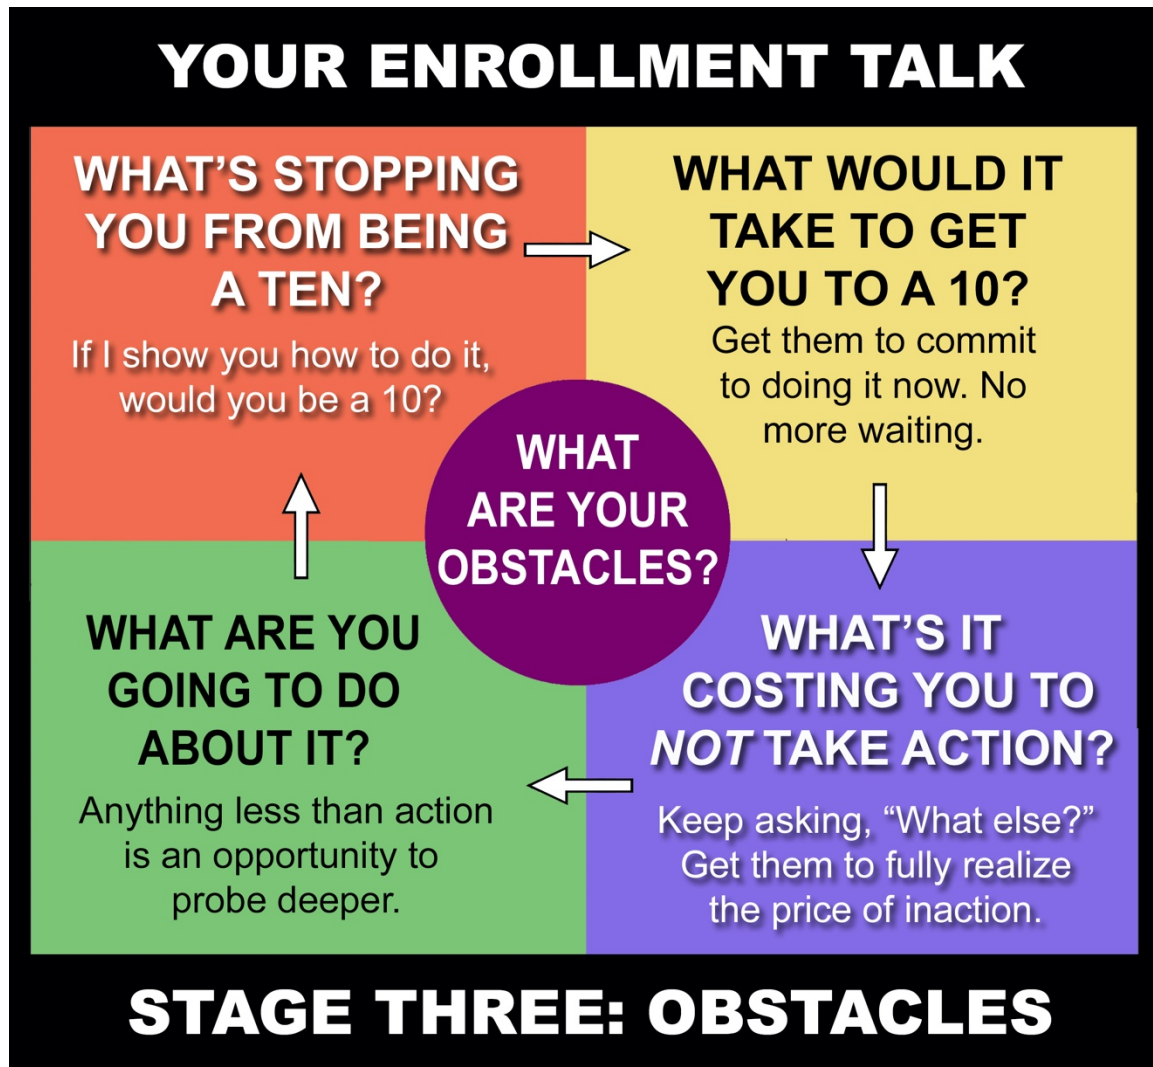 YOUR ENROLLMENT TALK
WHAT’S STOPPING
YOU FROM BEING
A TEN?
If I show you how to do it,
would you be a 10?
WHAT WOULD IT
TAKE TO GET
YOU TO A 10?
Get them to commit
to doing it now. No
more waiting.
WHAT
ARE YOUR
OBSTACLES?
WHAT’S IT
COSTING YOU TO
NOT TAKE ACTION?
Keep asking, “What else?”
Get them to fully realize
the price of inaction.
WHAT ARE YOU
GOING TO DO
ABOUT IT?
Anything less than action
is an opportunity to
probe deeper.
STAGE THREE: OBSTACLES